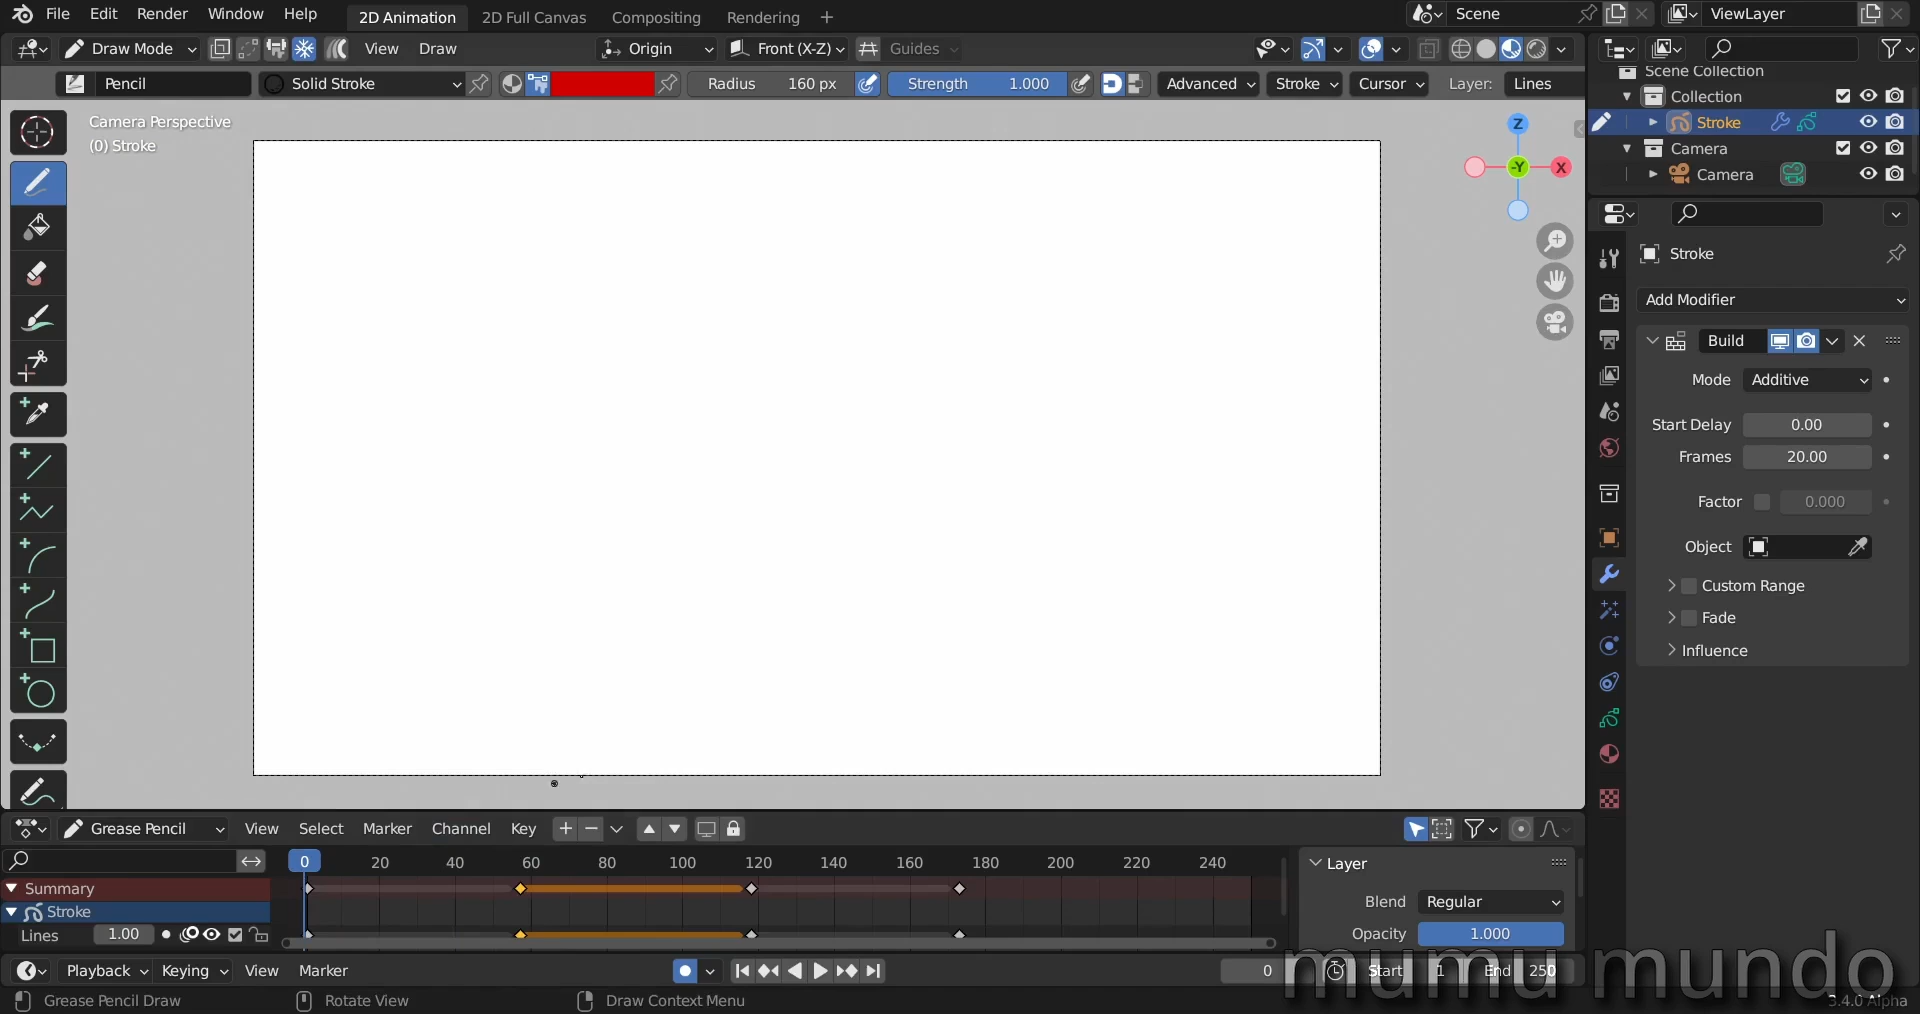 File Edit Render Window Help 2D Animation 2D Full Canvas Compositing Rendering + Scene ViewLayer
Draw Mode View Draw Origin Front (X-Z) Guides
Pencil Solid Stroke Radius 160 px Strength 1.000 Advanced Stroke Cursor Layer: Lines
Scene Collection
Collection
Stroke
Camera
Camera
Camera Perspective
(0) Stroke
Z
-Y
X
Stroke
Add Modifier
Build
Mode Additive
Start Delay 0.00
Frames 20.00
Factor 0.000
Object
Custom Range
Fade
Influence
Grease Pencil View Select Marker Channel Key
0 20 40 60 80 100 120 140 160 180 200 220 240
Summary
Stroke
Lines 1.00
Layer
Blend Regular
Opacity 1.000
Playback Keying View Marker 0 Start 1 End 250
mumu mundo
Grease Pencil Draw Rotate View Draw Context Menu 3.4.0 Alpha